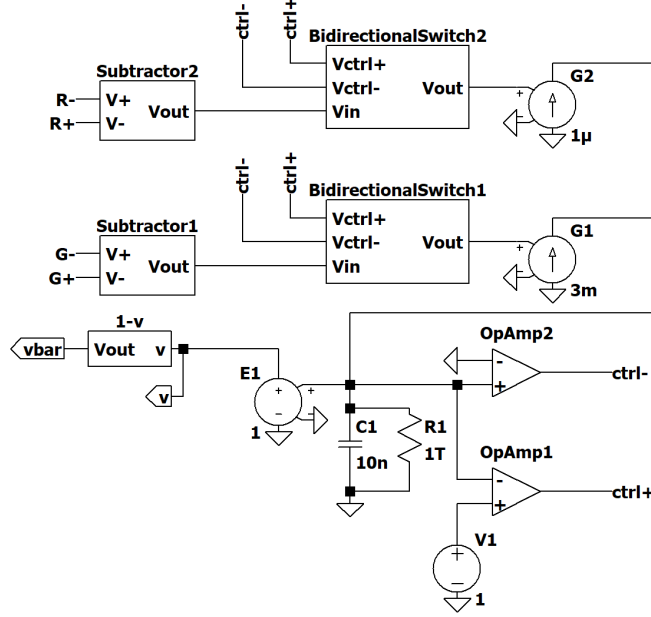 ctrl-
ctrl+
BidirectionalSwitch2
Vctrl+
Vctrl-
Vin
Vout
Subtractor2
R-
R+
V+
V-
Vout
G2
+
-
1µ
ctrl-
ctrl+
BidirectionalSwitch1
Vctrl+
Vctrl-
Vin
Vout
Subtractor1
G-
G+
V+
V-
Vout
G1
+
-
3m
1-v
vbar
Vout
v
v
E1
+
-
+
-
1
C1
10n
R1
1T
OpAmp2
-
+
ctrl-
OpAmp1
-
+
ctrl+
V1
+
-
1